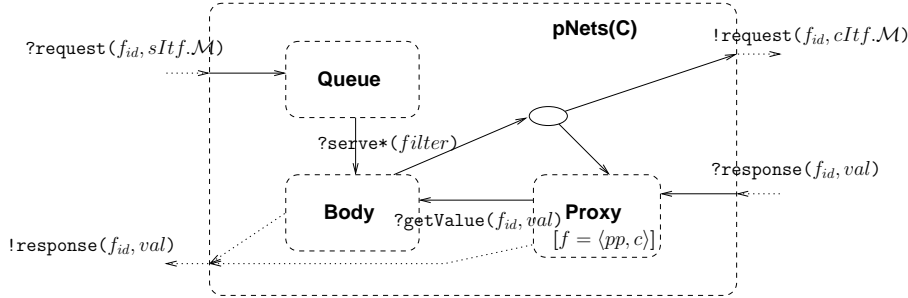 pNets(C)
?request(f_id, sItf.ℳ)
!request(f_id, cItf.ℳ)
Queue
?serve*(filter)
?response(f_id, val)
Body
?getValue(f_id, val)
Proxy
[f = ⟨pp, c⟩]
!response(f_id, val)